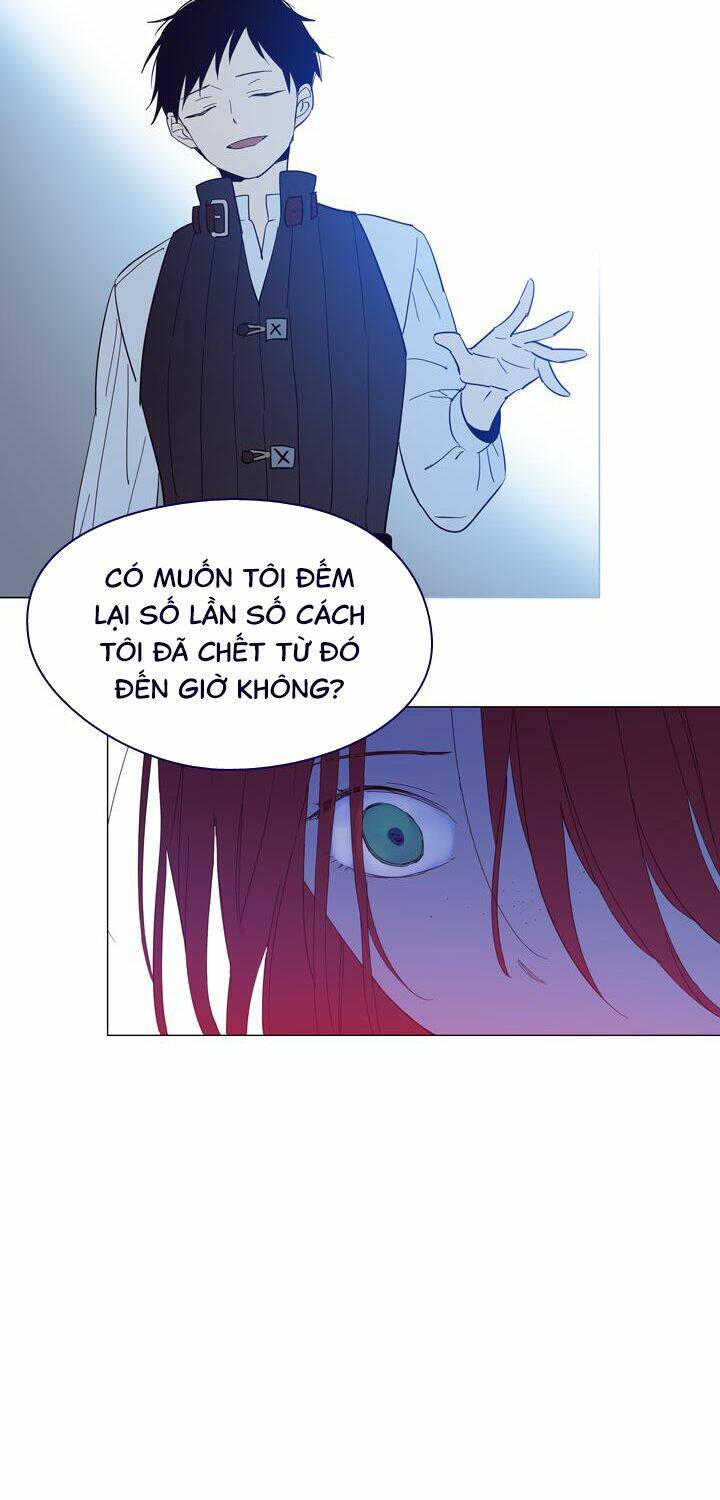 CÓ MUỐN TÔI ĐẾM
LẠI SỐ LẦN SỐ CÁCH
TÔI ĐÃ CHẾT TỪ ĐÓ
ĐẾN GIỜ KHÔNG?